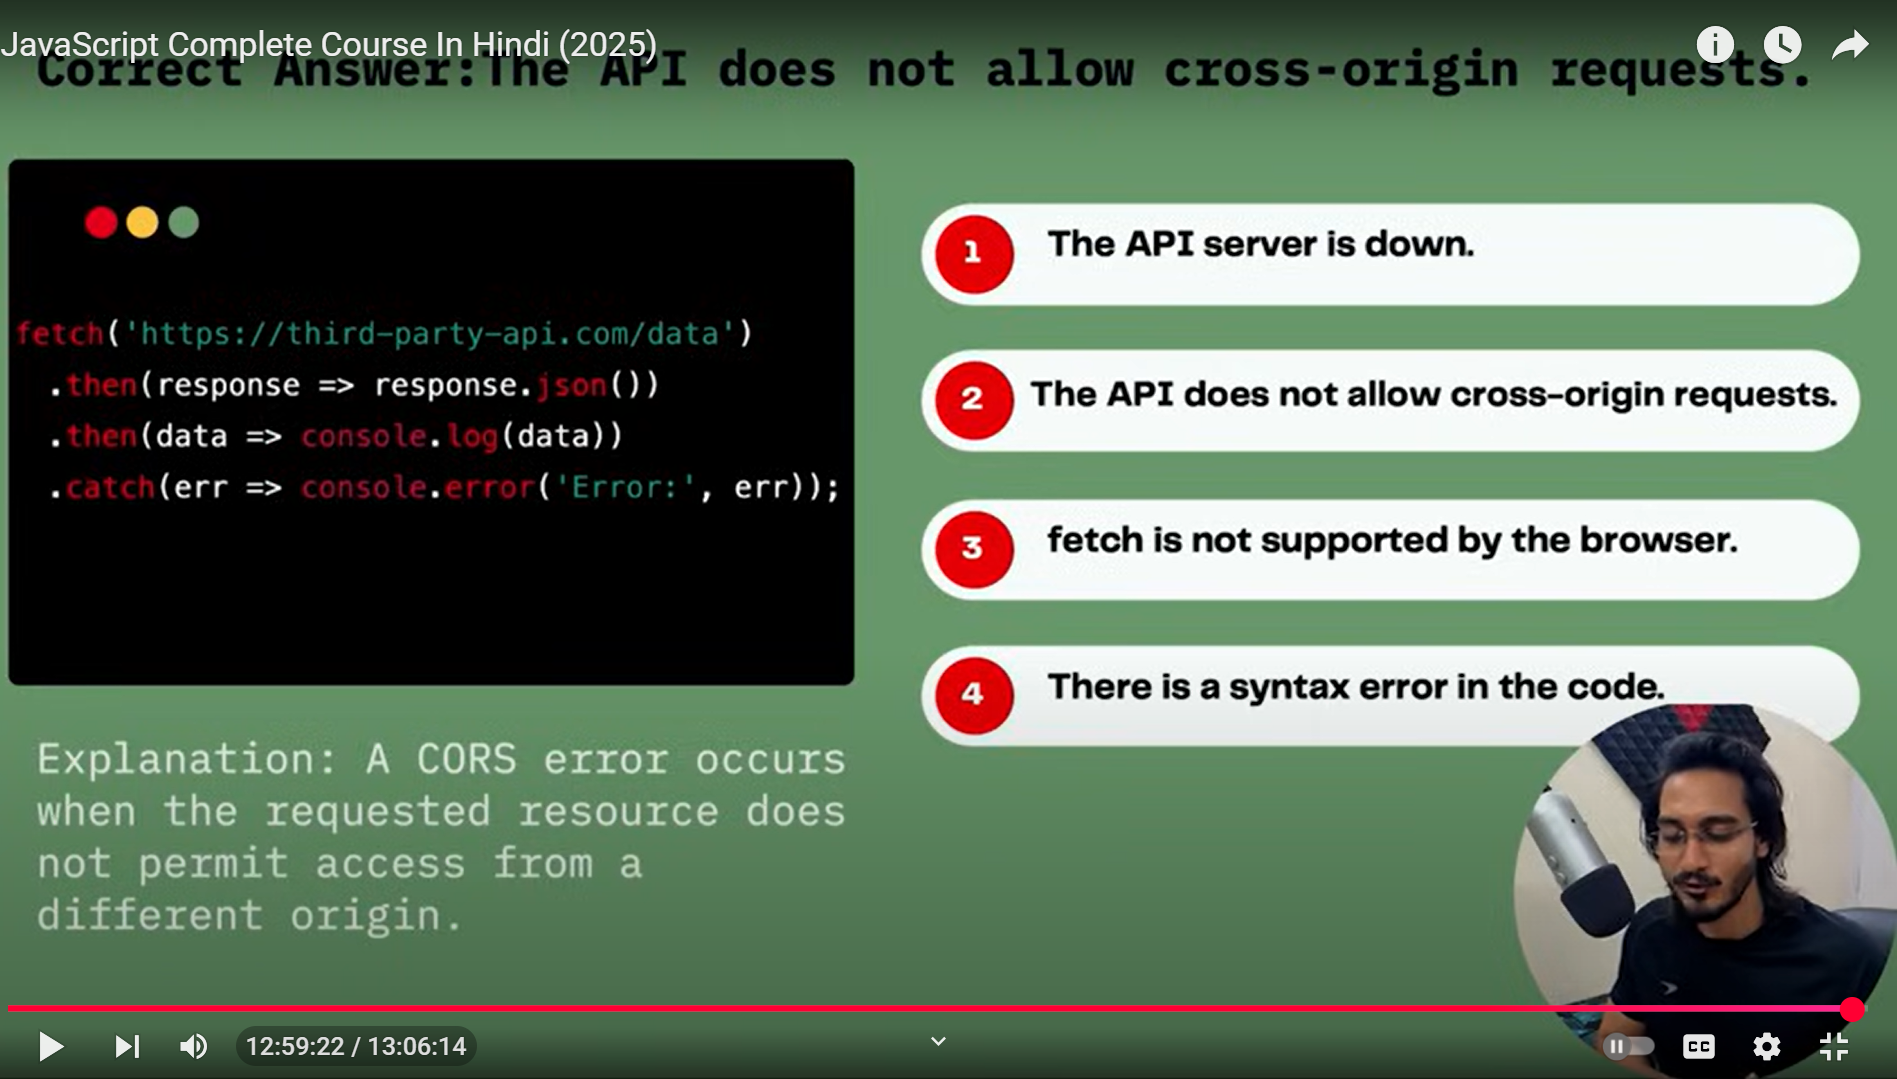 JavaScript Complete Course In Hindi (2025)
Correct Answer:The API does not allow cross-origin requests.
fetch('https://third-party-api.com/data')
.then(response => response.json())
.then(data => console.log(data))
.catch(err => console.error('Error:', err));
1 The API server is down.
2 The API does not allow cross-origin requests.
3 fetch is not supported by the browser.
4 There is a syntax error in the code.
Explanation: A CORS error occurs
when the requested resource does
not permit access from a
different origin.
12:59:22 / 13:06:14
CC